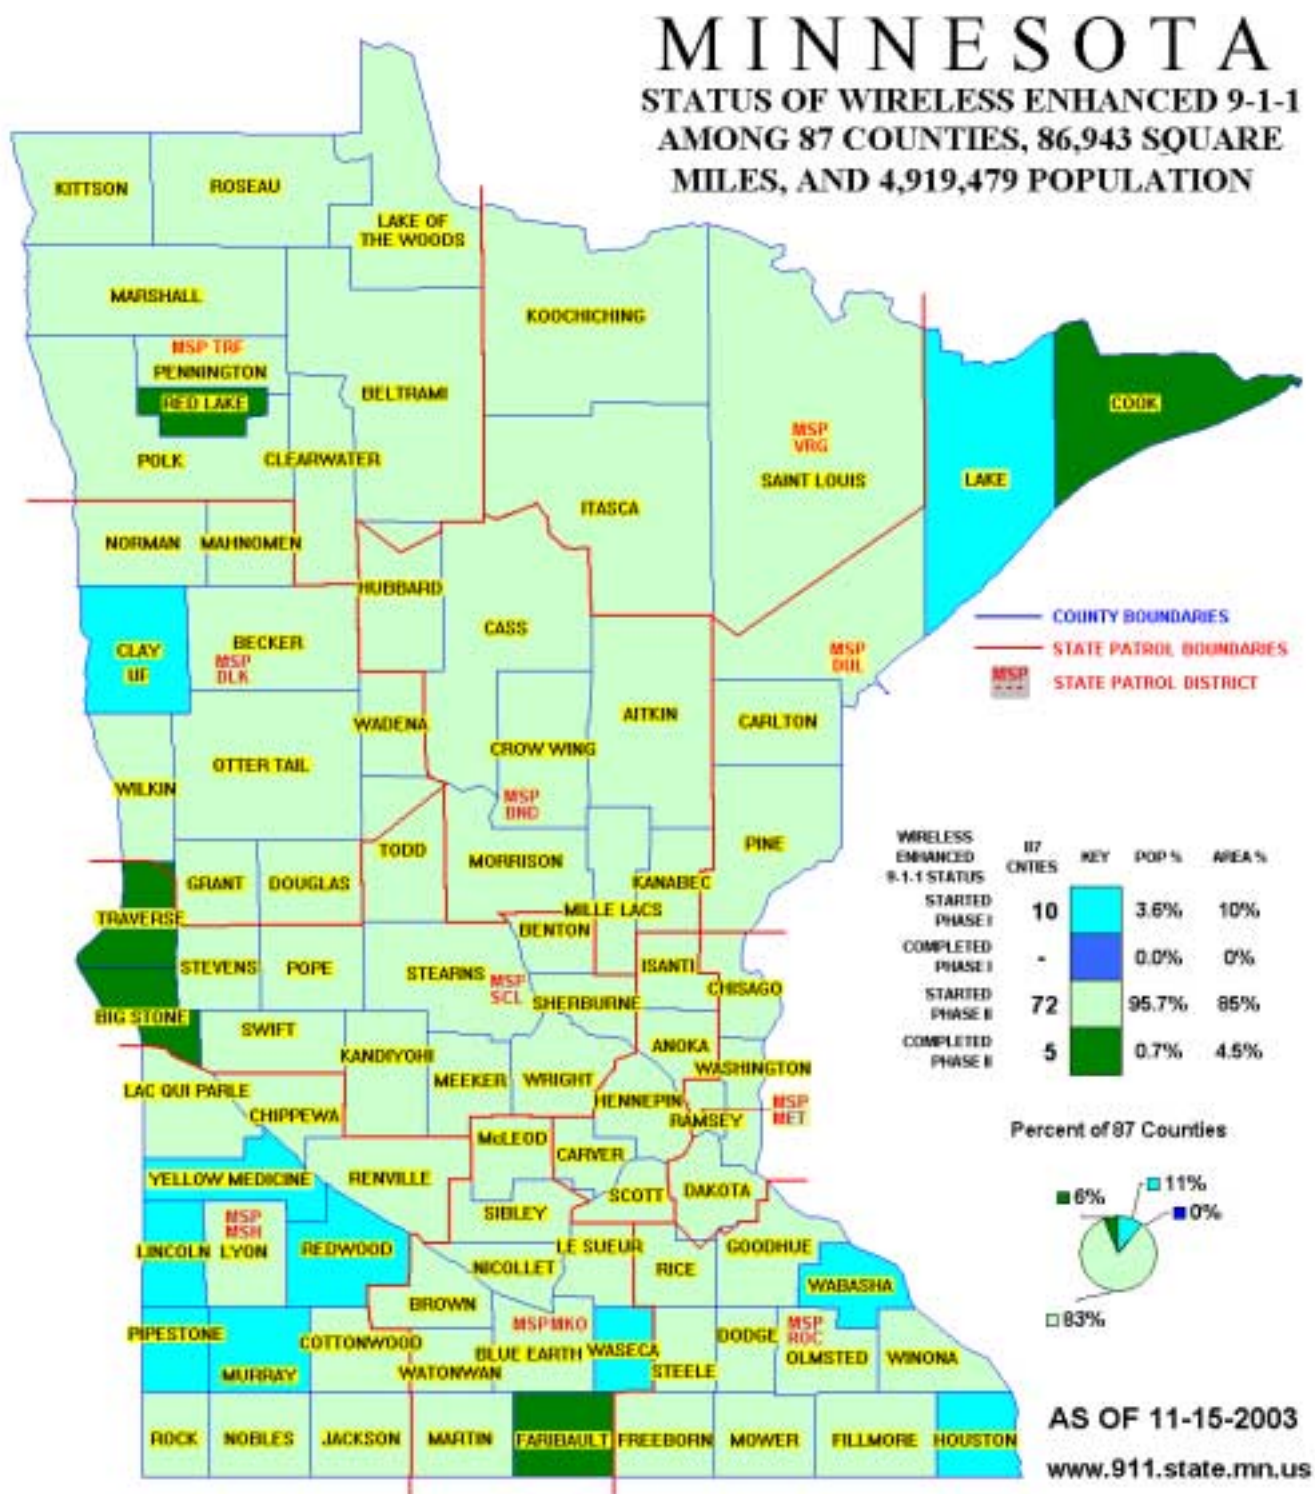 MINNESOTA
STATUS OF WIRELESS ENHANCED 9-1-1
AMONG 87 COUNTIES, 86,943 SQUARE
MILES, AND 4,919,479 POPULATION
KITTSON
ROSEAU
LAKE OF
THE WOODS
MARSHALL
KOOCHICHING
MSP TRF
PENNINGTON
RED LAKE
BELTRAMI
COOK
MSP
VRG
POLK
CLEARWATER
SAINT LOUIS
LAKE
ITASCA
NORMAN
MAHNOMEN
HUBBARD
CASS
CLAY
UF
BECKER
MSP
DLK
MSP
DUL
COUNTY BOUNDARIES
STATE PATROL BOUNDARIES
MSP
---
STATE PATROL DISTRICT
WADENA
AITKIN
CARLTON
CROW WING
OTTER TAIL
WILKIN
MSP
BND
TODD
MORRISON
PINE
GRANT
DOUGLAS
KANABEC
MILLE LACS
TRAVERSE
BENTON
STEVENS
POPE
STEARNS
MSP
SCL
ISANTI
CHISAGO
SHERBURNE
BIG STONE
SWIFT
KANDIYOHI
ANOKA
WASHINGTON
MEEKER
WRIGHT
LAC QUI PARLE
CHIPPEWA
HENNEPIN
RAMSEY
MSP
MET
McLEOD
CARVER
YELLOW MEDICINE
RENVILLE
SCOTT
DAKOTA
SIBLEY
MSP
MSH
LINCOLN
LYON
REDWOOD
LE SUEUR
GOODHUE
NICOLLET
RICE
WABASHA
BROWN
PIPESTONE
COTTONWOOD
MSP MKO
DODGE
MSP
ROC
MURRAY
WATONWAN
BLUE EARTH
WASECA
STEELE
OLMSTED
WINONA
ROCK
NOBLES
JACKSON
MARTIN
FARIBAULT
FREEBORN
MOWER
FILLMORE
HOUSTON
WIRELESS
ENHANCED
9-1-1 STATUS
87
CNTIES
KEY
POP %
AREA %
STARTED
PHASE I
10
3.6%
10%
COMPLETED
PHASE I
-
0.0%
0%
STARTED
PHASE II
72
95.7%
85%
COMPLETED
PHASE II
5
0.7%
4.5%
Percent of 87 Counties
6%
11%
0%
83%
AS OF 11-15-2003
www.911.state.mn.us